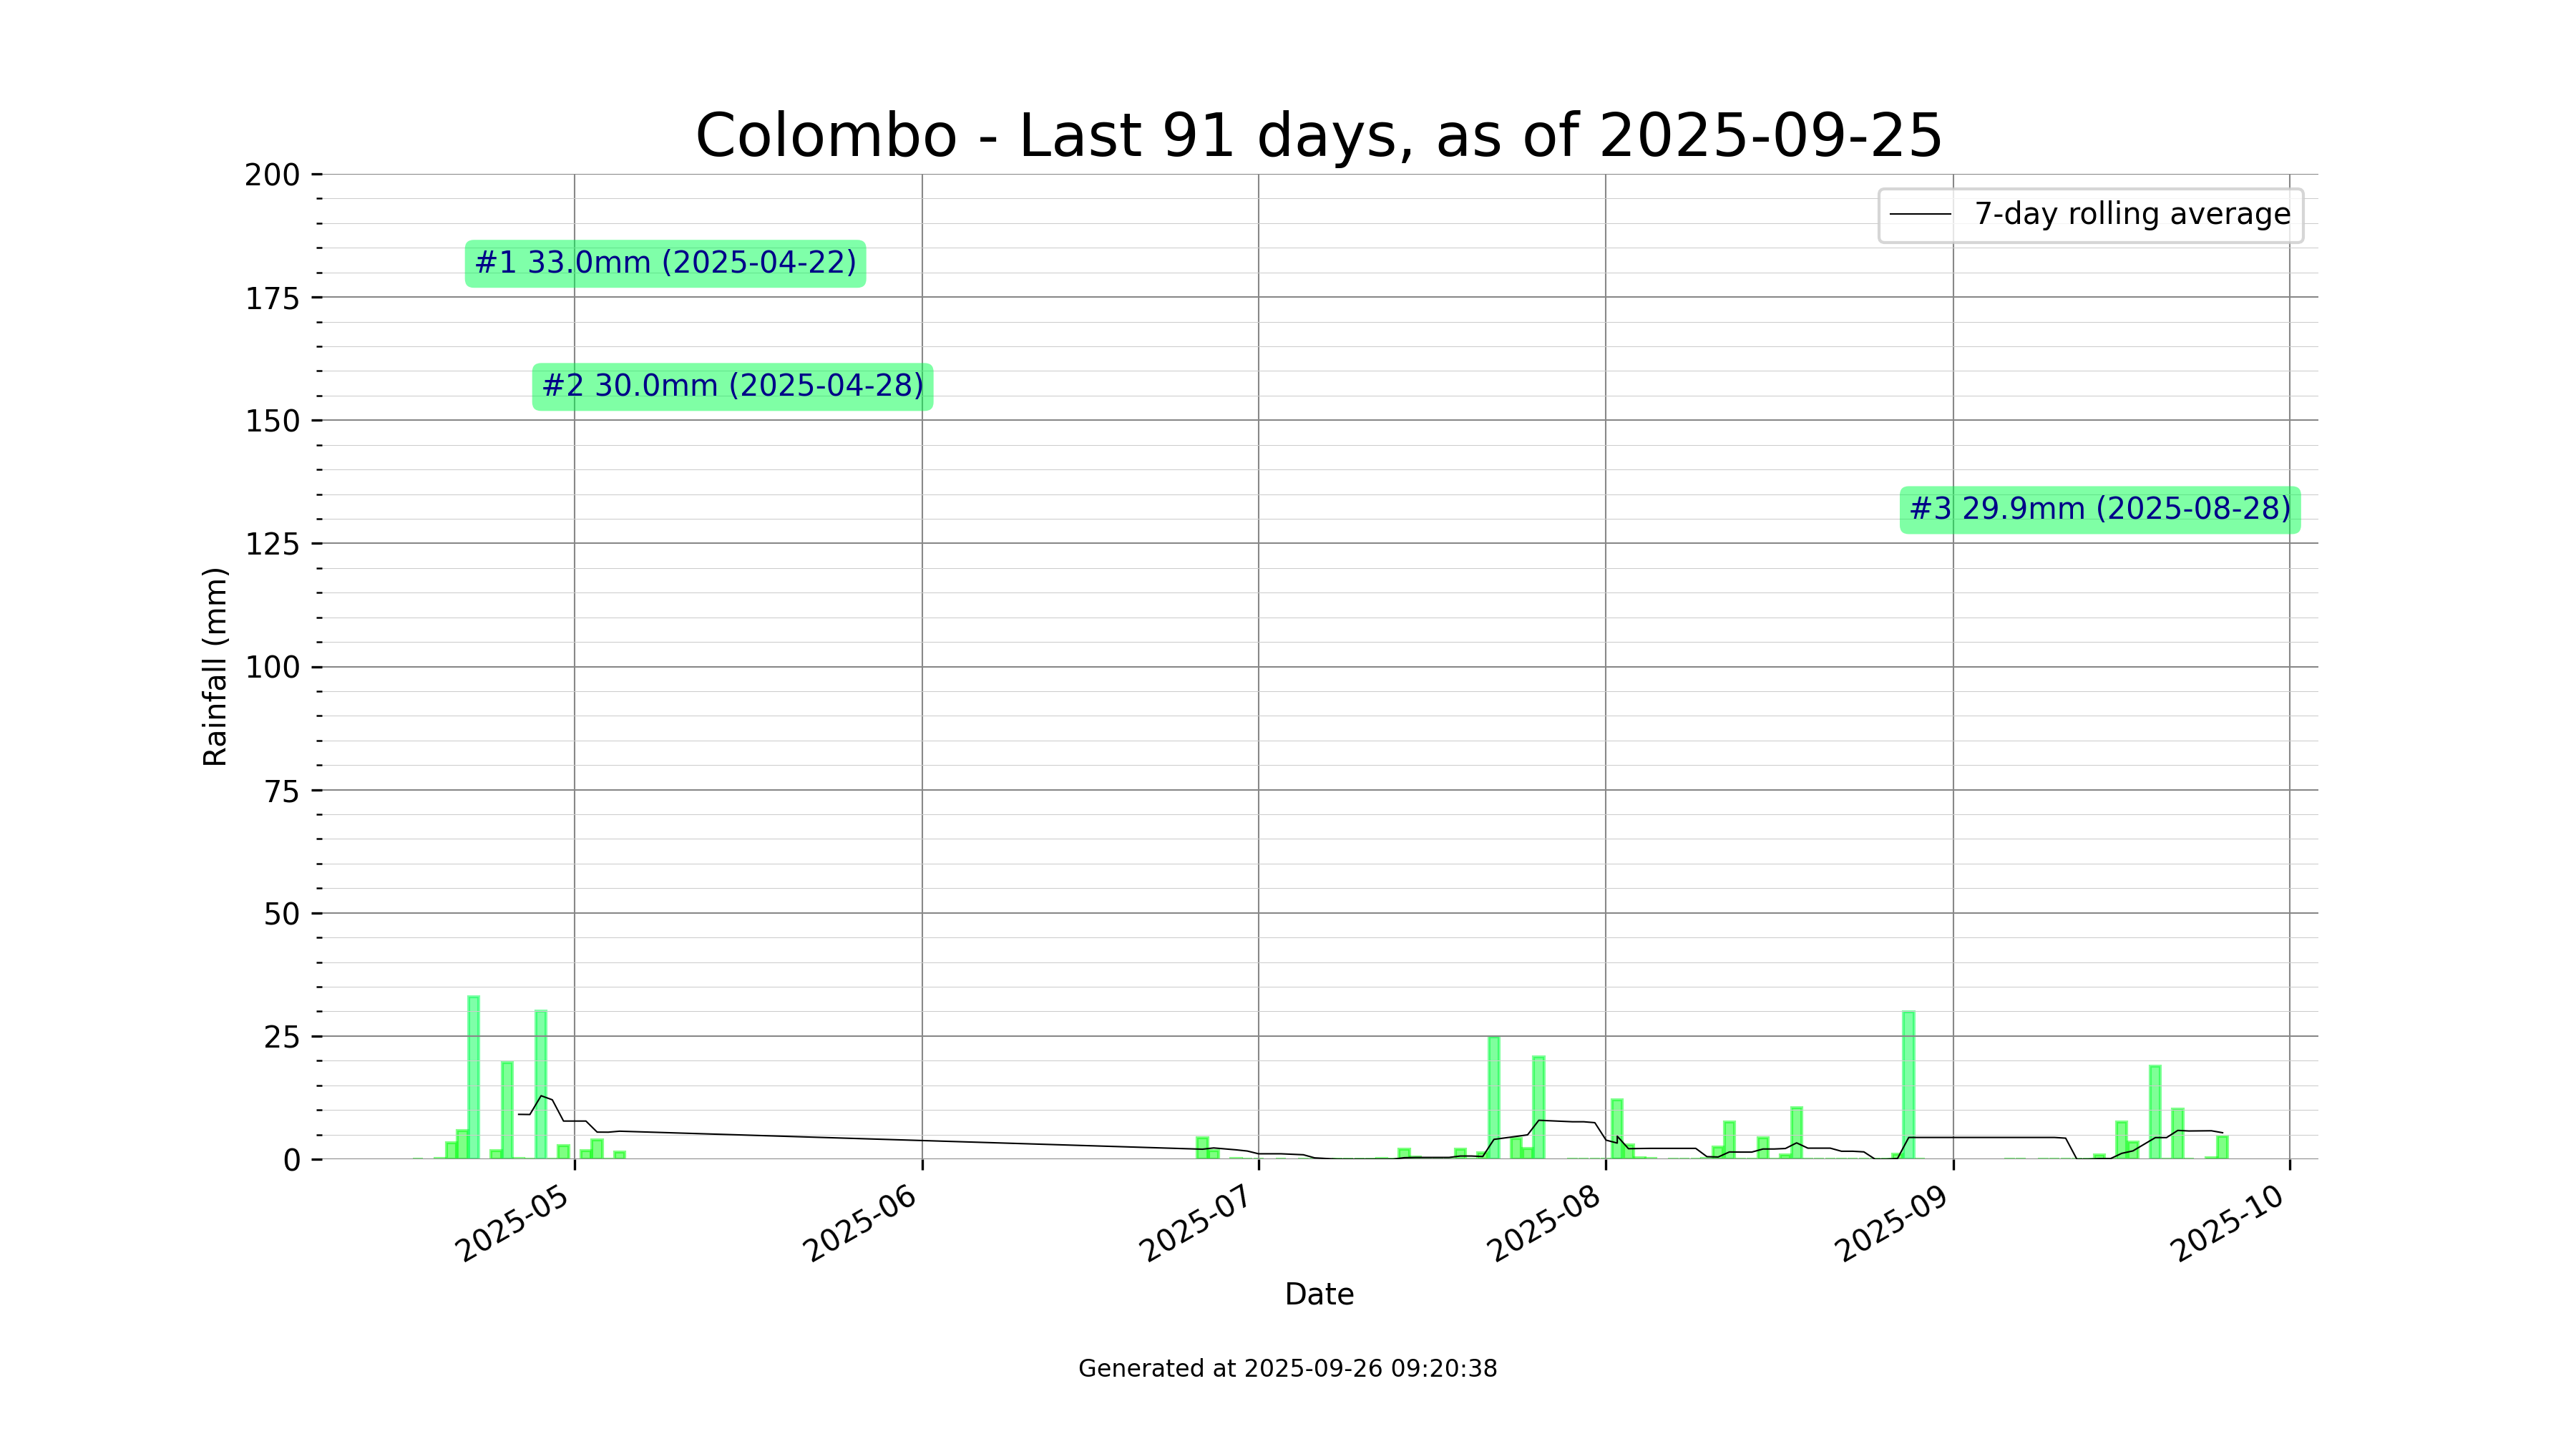 Colombo - Last 91 days, as of 2025-09-25
200
175
150
125
100
75
50
25
0
Rainfall (mm)
7-day rolling average
#1 33.0mm (2025-04-22)
#2 30.0mm (2025-04-28)
#3 29.9mm (2025-08-28)
2025-05
2025-06
2025-07
2025-08
2025-09
2025-10
Date
Generated at 2025-09-26 09:20:38